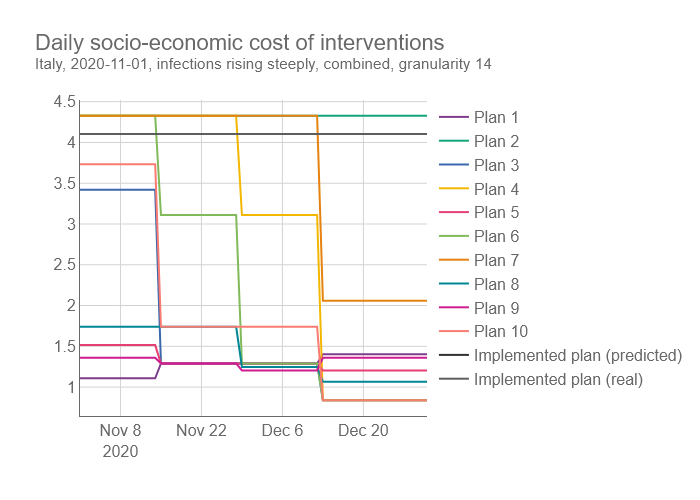 Daily socio-economic cost of interventions
Italy, 2020-11-01, infections rising steeply, combined, granularity 14
4.5
4
3.5
3
2.5
2
1.5
1
Nov 8
2020
Nov 22
Dec 6
Dec 20
Plan 1
Plan 2
Plan 3
Plan 4
Plan 5
Plan 6
Plan 7
Plan 8
Plan 9
Plan 10
Implemented plan (predicted)
Implemented plan (real)